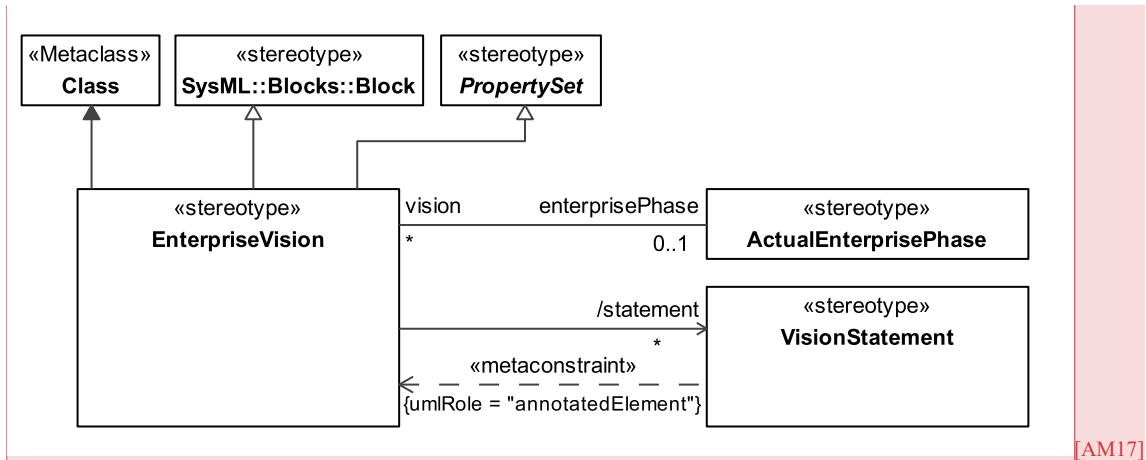 «Metaclass»
Class
«stereotype»
SysML::Blocks::Block
«stereotype»
PropertySet
«stereotype»
EnterpriseVision
vision
enterprisePhase
*
0..1
«stereotype»
ActualEnterprisePhase
/statement
*
«stereotype»
VisionStatement
«metaconstraint»
{umlRole = "annotatedElement"}
[AM17]